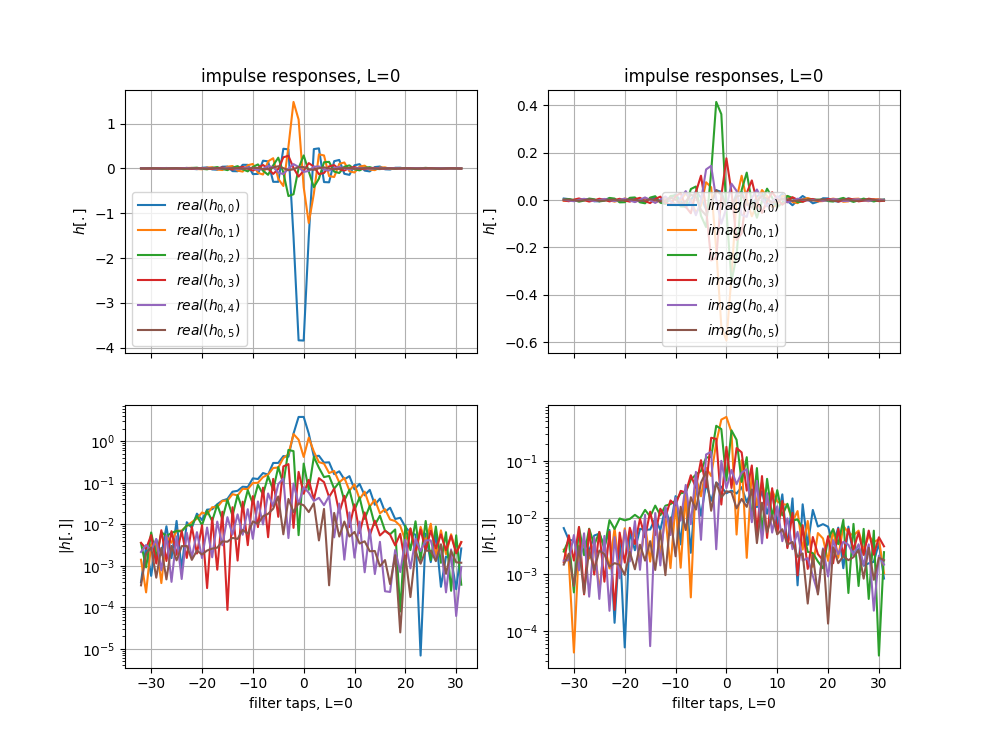 impulse responses, L=0
impulse responses, L=0
h[.]
1
0
−1
−2
−3
−4
real(h0,0)
real(h0,1)
real(h0,2)
real(h0,3)
real(h0,4)
real(h0,5)
h[.]
0.4
0.2
0.0
−0.2
−0.4
−0.6
imag(h0,0)
imag(h0,1)
imag(h0,2)
imag(h0,3)
imag(h0,4)
imag(h0,5)
|h[.]|
10^0
10^−1
10^−2
10^−3
10^−4
10^−5
−30 −20 −10 0 10 20 30
filter taps, L=0
|h[.]|
10^−1
10^−2
10^−3
10^−4
−30 −20 −10 0 10 20 30
filter taps, L=0